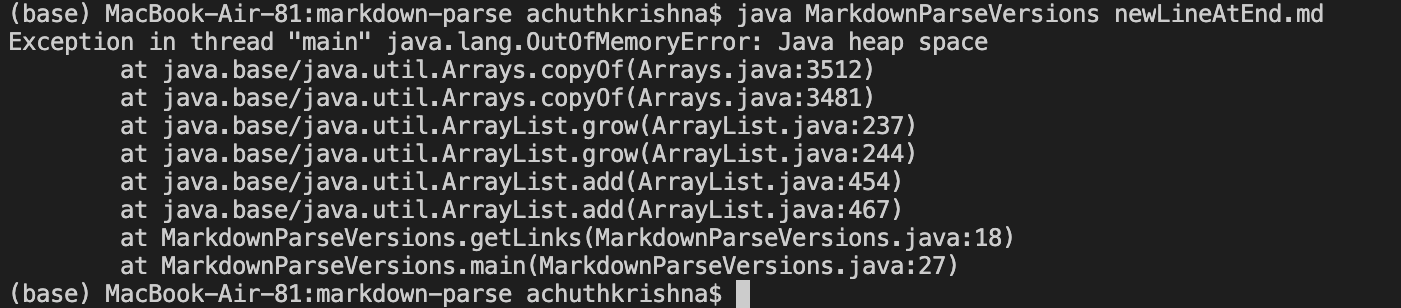 (base) MacBook-Air-81:markdown-parse achuthkrishna$ java MarkdownParseVersions newLineAtEnd.md
Exception in thread "main" java.lang.OutOfMemoryError: Java heap space
        at java.base/java.util.Arrays.copyOf(Arrays.java:3512)
        at java.base/java.util.Arrays.copyOf(Arrays.java:3481)
        at java.base/java.util.ArrayList.grow(ArrayList.java:237)
        at java.base/java.util.ArrayList.grow(ArrayList.java:244)
        at java.base/java.util.ArrayList.add(ArrayList.java:454)
        at java.base/java.util.ArrayList.add(ArrayList.java:467)
        at MarkdownParseVersions.getLinks(MarkdownParseVersions.java:18)
        at MarkdownParseVersions.main(MarkdownParseVersions.java:27)
(base) MacBook-Air-81:markdown-parse achuthkrishna$